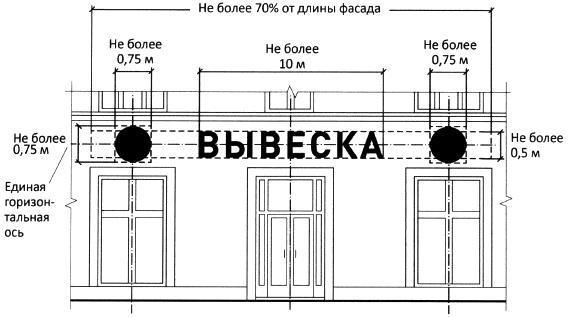 Не более 70% от длины фасада
Не более
0,75 м
Не более
10 м
Не более
0,75 м
Не более
0,75 м
ВЫВЕСКА
Не более
0,5 м
Единая
горизон-
тальная
ось